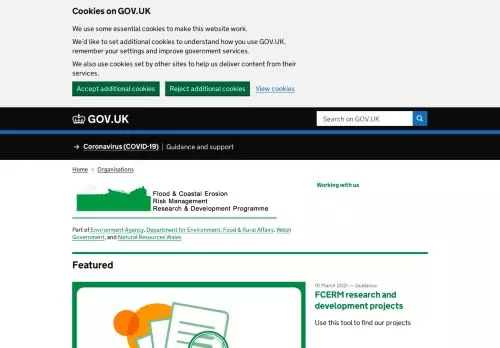 Cookies on GOV.UK
We use some essential cookies to make this website work.
We'd like to set additional cookies to understand how you use GOV.UK,
remember your settings and improve government services.
We also use cookies set by other sites to help us deliver content from their
services.
Accept additional cookies Reject additional cookies View cookies
GOV.UK Search on GOV.UK
→ Coronavirus (COVID-19) | Guidance and support
Home > Organisations
Flood & Coastal Erosion
Risk Management
Research & Development Programme
Working with us
Part of Environment Agency, Department for Environment, Food & Rural Affairs, Welsh
Government, and Natural Resources Wales
Featured
10 March 2021 — Guidance
FCERM research and
development projects
Use this tool to find our projects